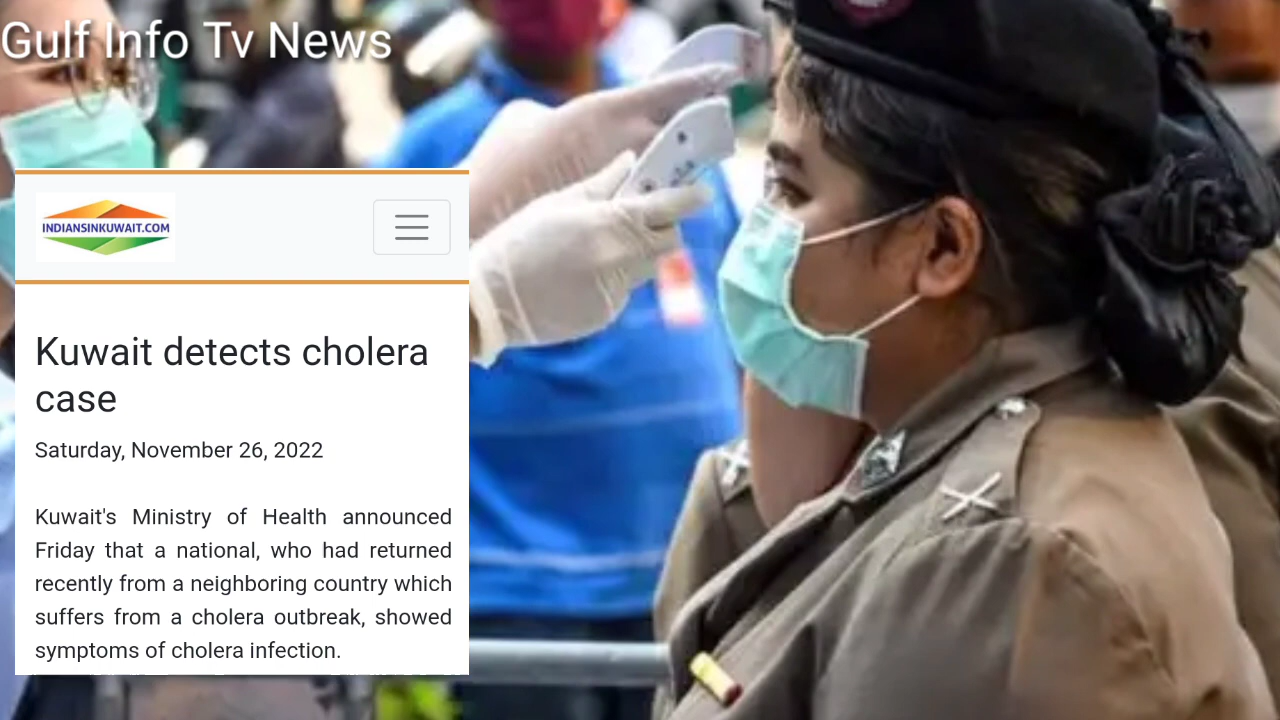 Gulf Info Tv News
INDIANSINKUWAIT.COM
Kuwait detects cholera
case
Saturday, November 26, 2022
Kuwait's Ministry of Health announced
Friday that a national, who had returned
recently from a neighboring country which
suffers from a cholera outbreak, showed
symptoms of cholera infection.